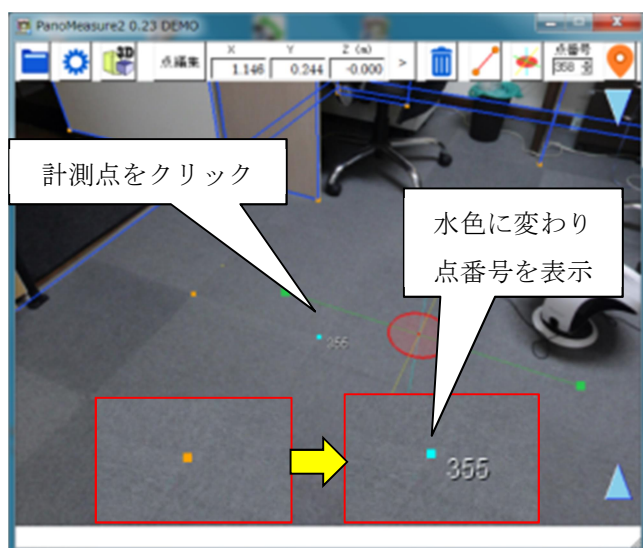 PanoMeasure2 0.23 DEMO
3D
点編集
X Y Z (m)
1.146 0.244 -0.000 >
点番号
358
計測点をクリック
水色に変わり
点番号を表示
355
355